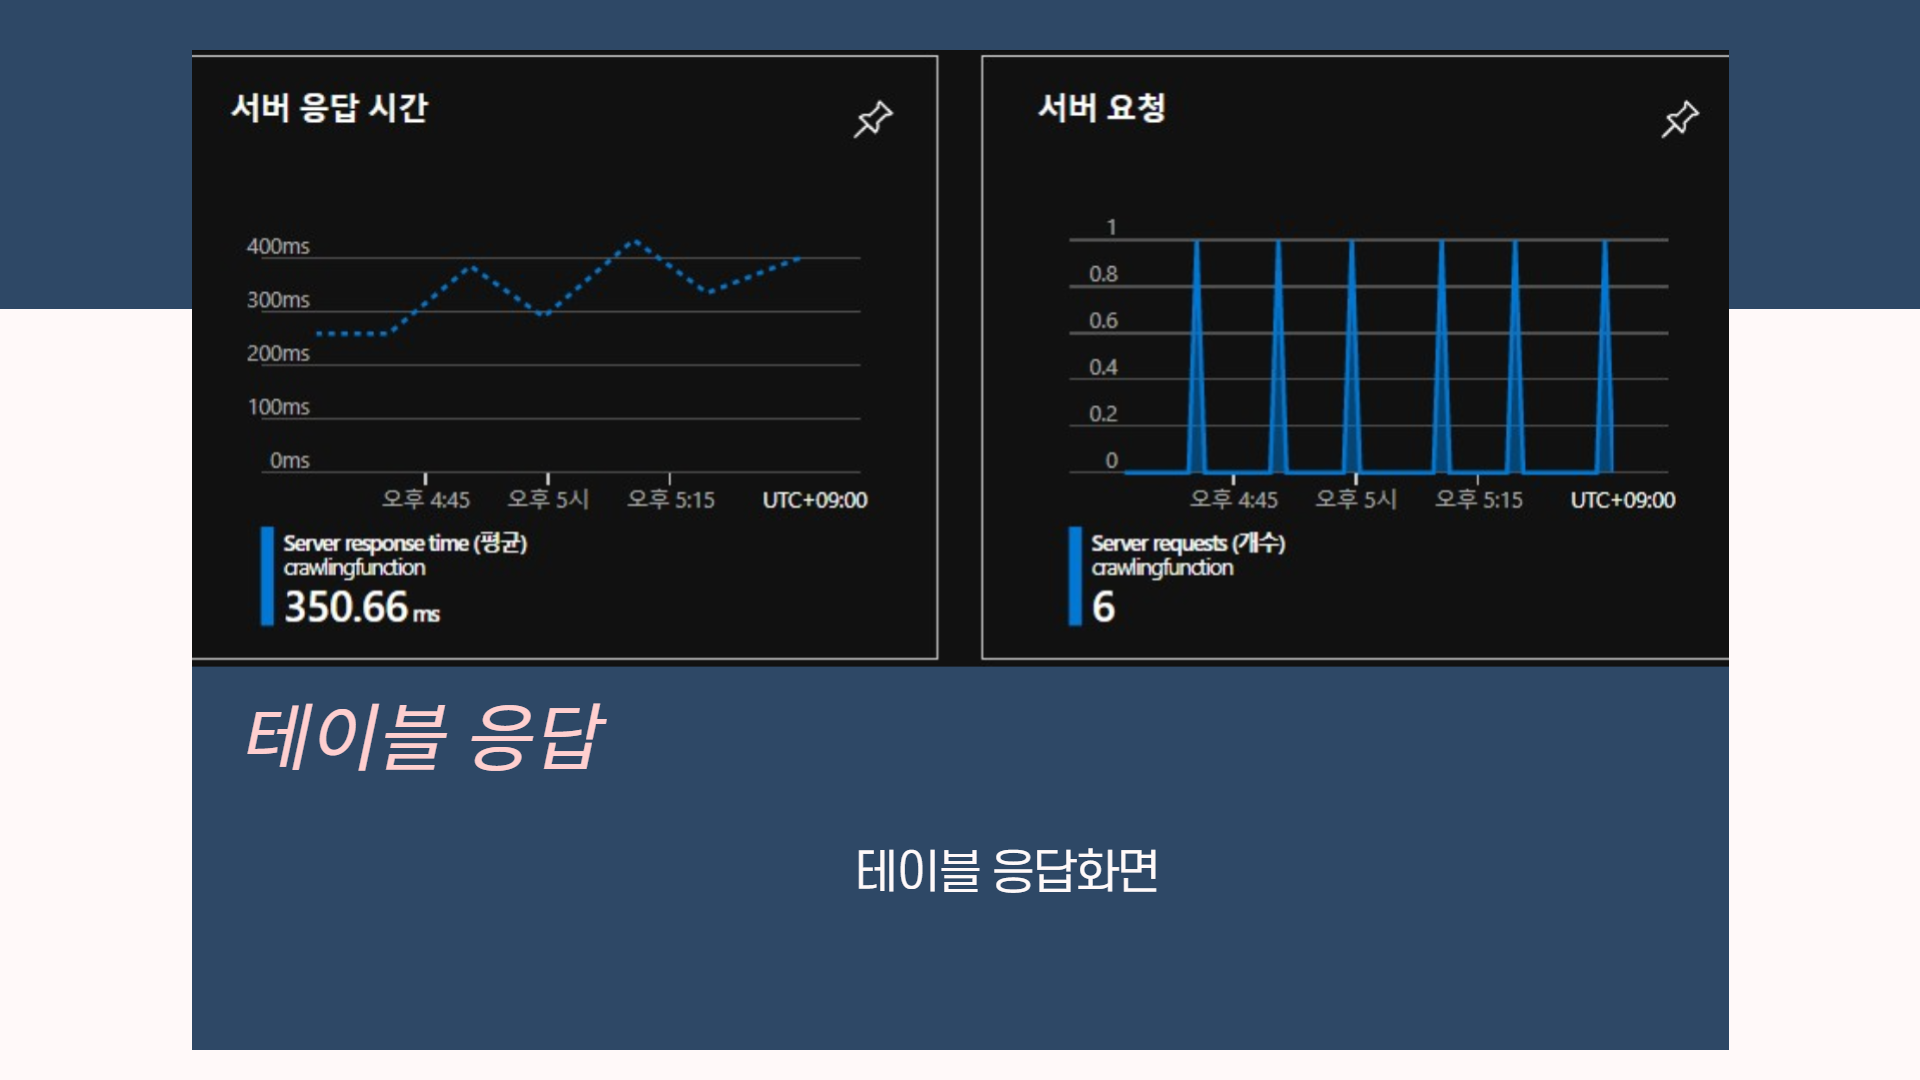 서버 응답 시간
400ms
300ms
200ms
100ms
0ms
오후 4:45 오후 5시 오후 5:15 UTC+09:00
Server response time (평균)
crawlingfunction
350.66 ms
서버 요청
1
0.8
0.6
0.4
0.2
0
오후 4:45 오후 5시 오후 5:15 UTC+09:00
Server requests (개수)
crawlingfunction
6
테이블 응답
테이블 응답화면